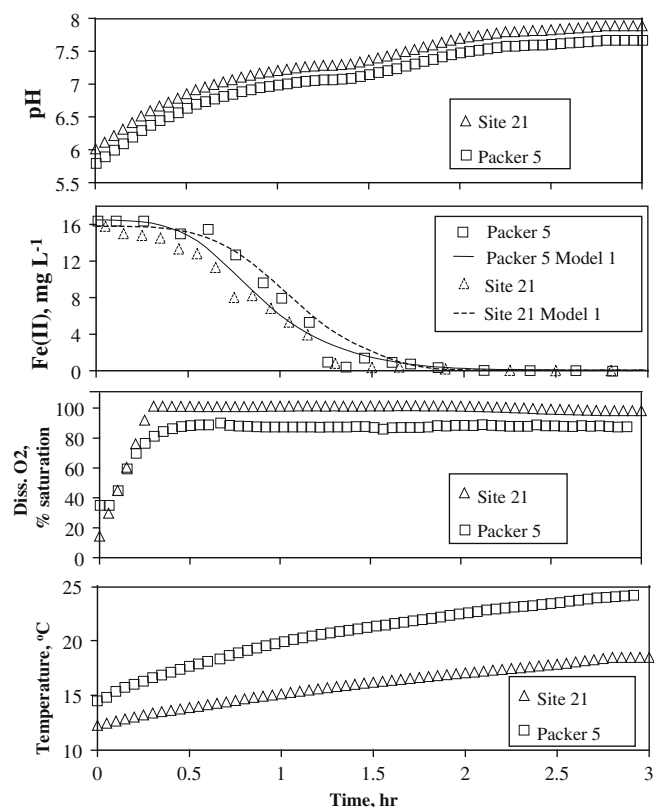 8
7.5
7
6.5
6
5.5
pH
Site 21
Packer 5
16
12
8
4
0
Fe(II), mg L-1
Packer 5
Packer 5 Model 1
Site 21
Site 21 Model 1
100
80
60
40
20
0
Diss. O2,
% saturation
Site 21
Packer 5
25
20
15
10
Temperature, °C
Site 21
Packer 5
0 0.5 1 1.5 2 2.5 3
Time, hr